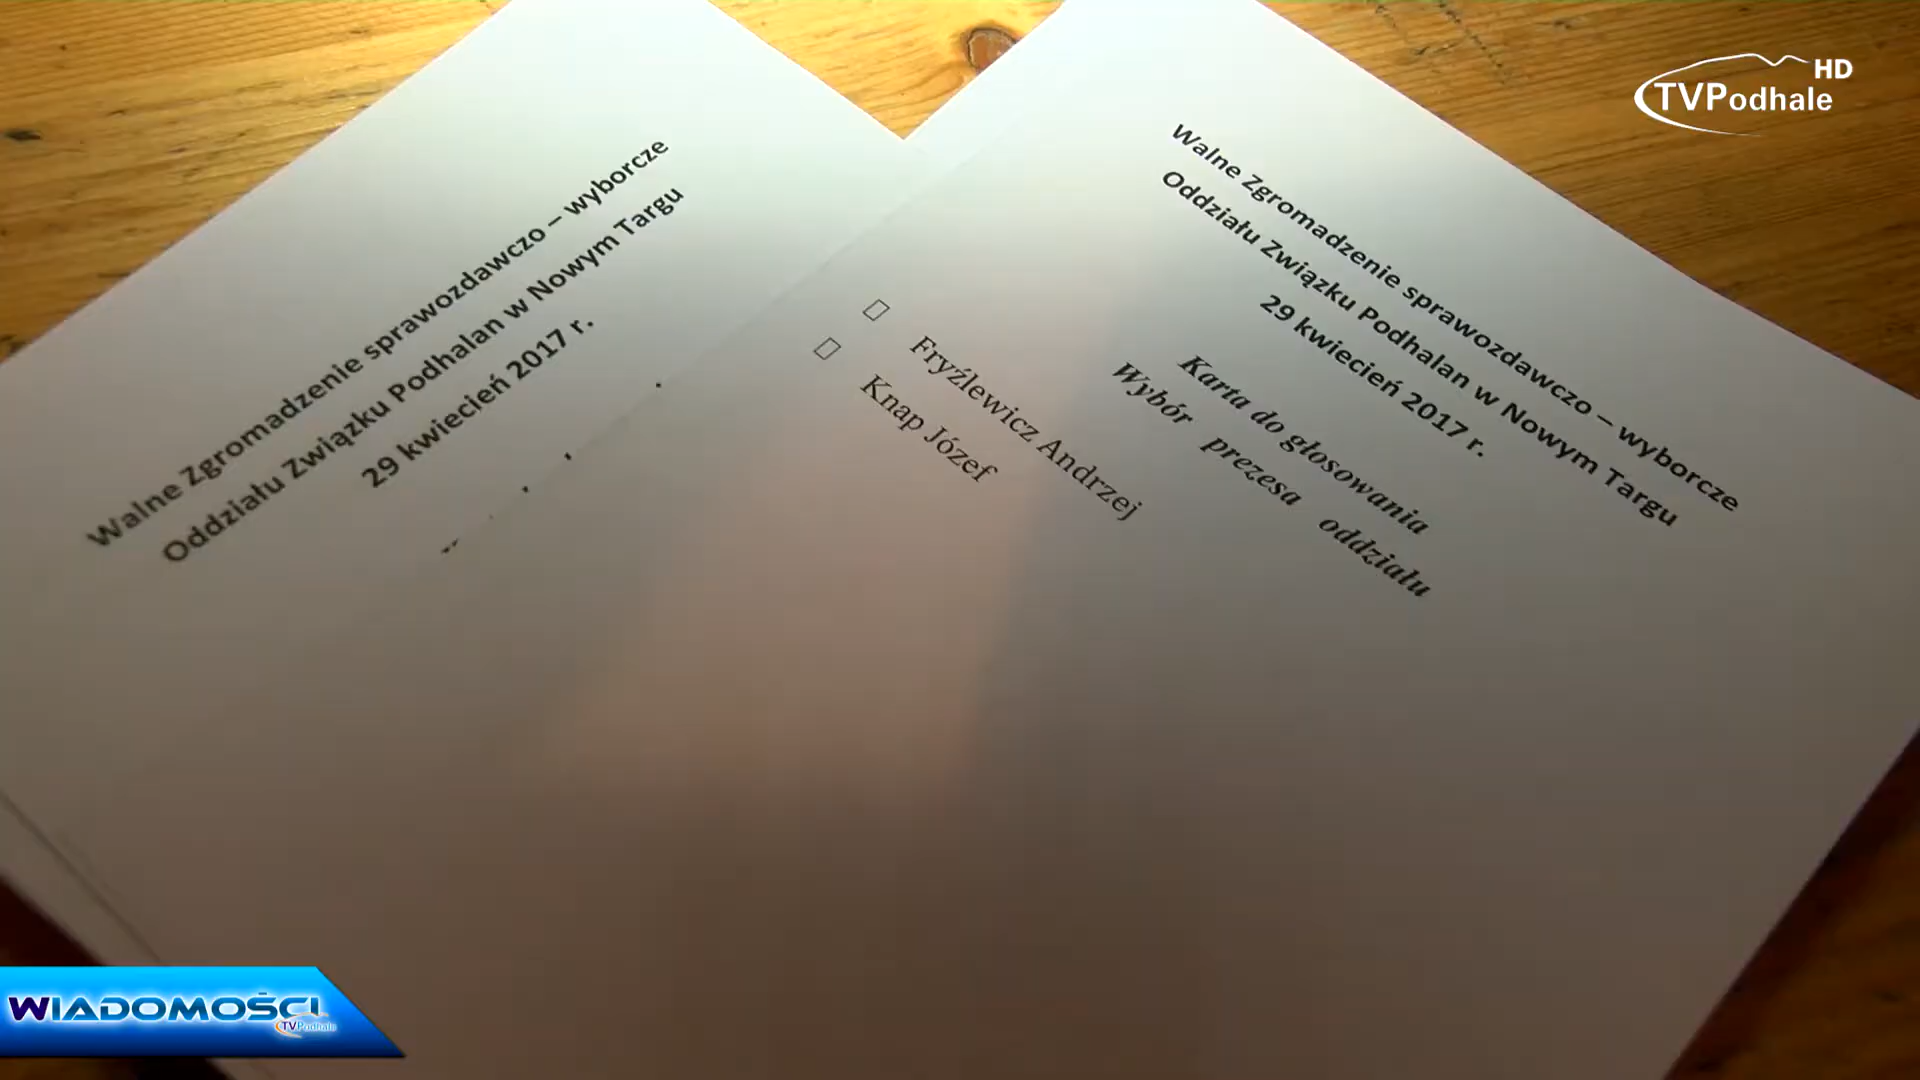 HD
TVPodhale
Walne Zgromadzenie sprawozdawczo – wyborcze
Oddziału Związku Podhalan w Nowym Targu
29 kwiecień 2017 r.
Walne Zgromadzenie sprawozdawczo – wyborcze
Oddziału Związku Podhalan w Nowym Targu
29 kwiecień 2017 r.
Karta do głosowania
Wybór prezesa oddziału
Fryźlewicz Andrzej
Knap Józef
WIADOMOŚCI
TVPodhale